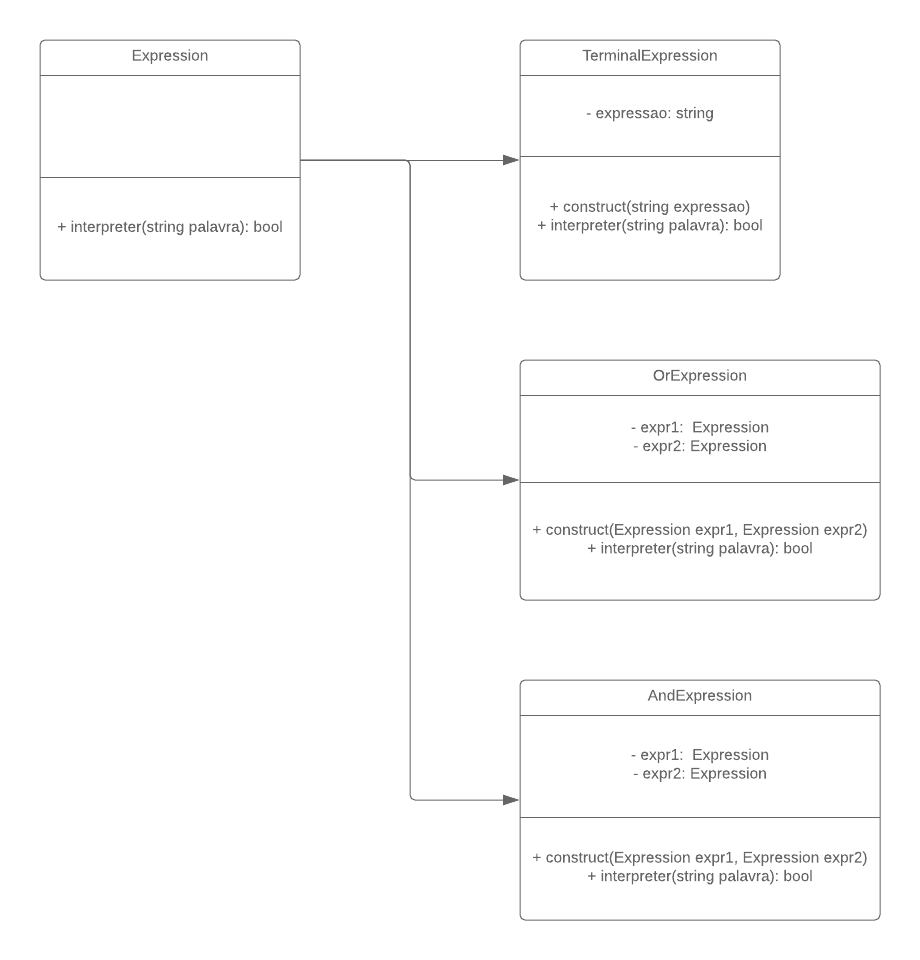 Expression
+ interpreter(string palavra): bool
TerminalExpression
- expressao: string
+ construct(string expressao)
+ interpreter(string palavra): bool
OrExpression
- expr1:  Expression
- expr2: Expression
+ construct(Expression expr1, Expression expr2)
+ interpreter(string palavra): bool
AndExpression
- expr1:  Expression
- expr2: Expression
+ construct(Expression expr1, Expression expr2)
+ interpreter(string palavra): bool